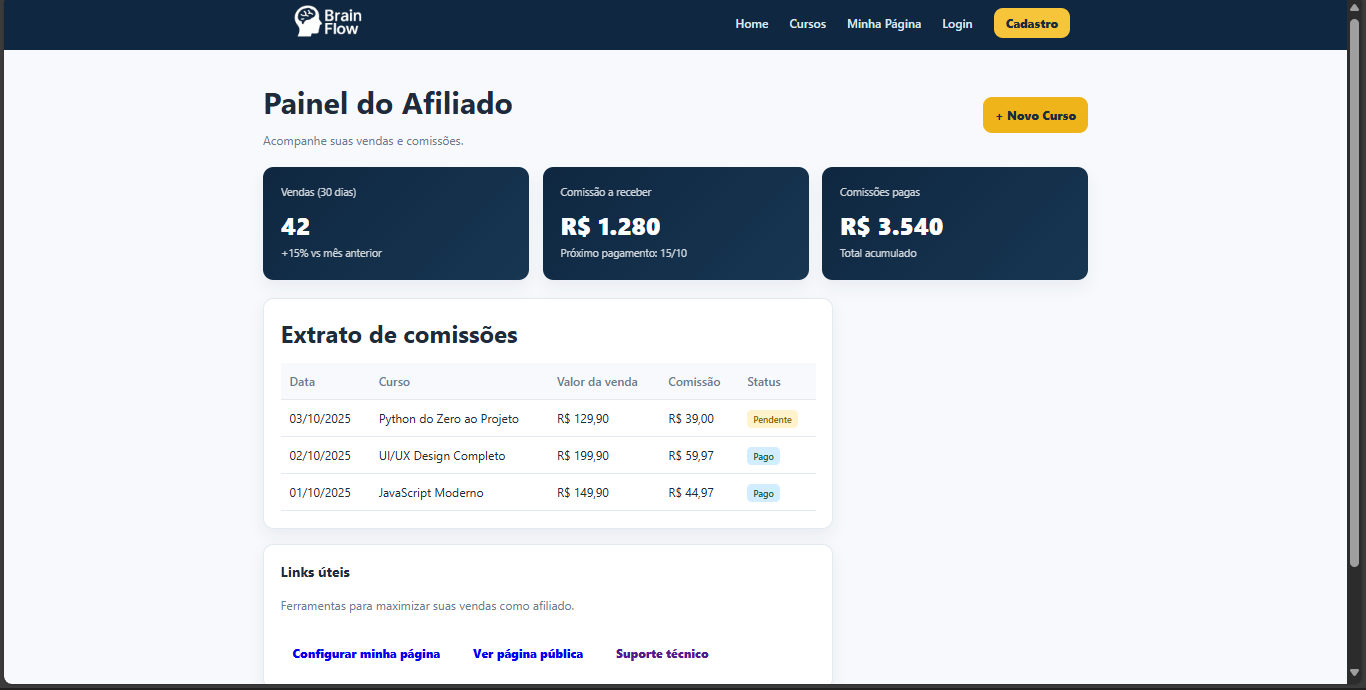 Brain
Flow
Home Cursos Minha Página Login Cadastro
Painel do Afiliado
+ Novo Curso
Acompanhe suas vendas e comissões.
Vendas (30 dias)
42
+15% vs mês anterior
Comissão a receber
R$ 1.280
Próximo pagamento: 15/10
Comissões pagas
R$ 3.540
Total acumulado
Extrato de comissões
Data Curso Valor da venda Comissão Status
03/10/2025 Python do Zero ao Projeto R$ 129,90 R$ 39,00 Pendente
02/10/2025 UI/UX Design Completo R$ 199,90 R$ 59,97 Pago
01/10/2025 JavaScript Moderno R$ 149,90 R$ 44,97 Pago
Links úteis
Ferramentas para maximizar suas vendas como afiliado.
Configurar minha página Ver página pública Suporte técnico